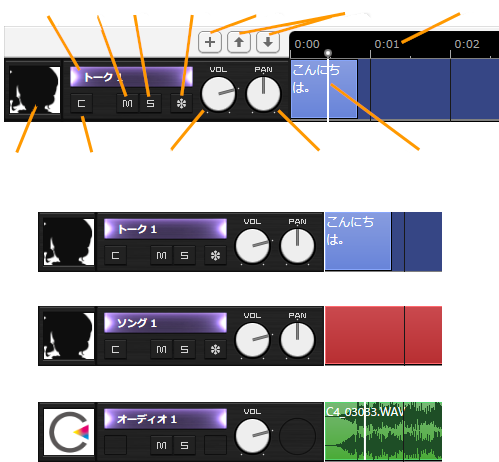 0:00 0:01 0:02
トーク 1 VOL PAN こんにち
は。
C M S
トーク 1 VOL PAN こんにち
は。
C M S
ソング 1 VOL PAN
C M S
オーディオ 1 VOL C4_03033.WAV
M S